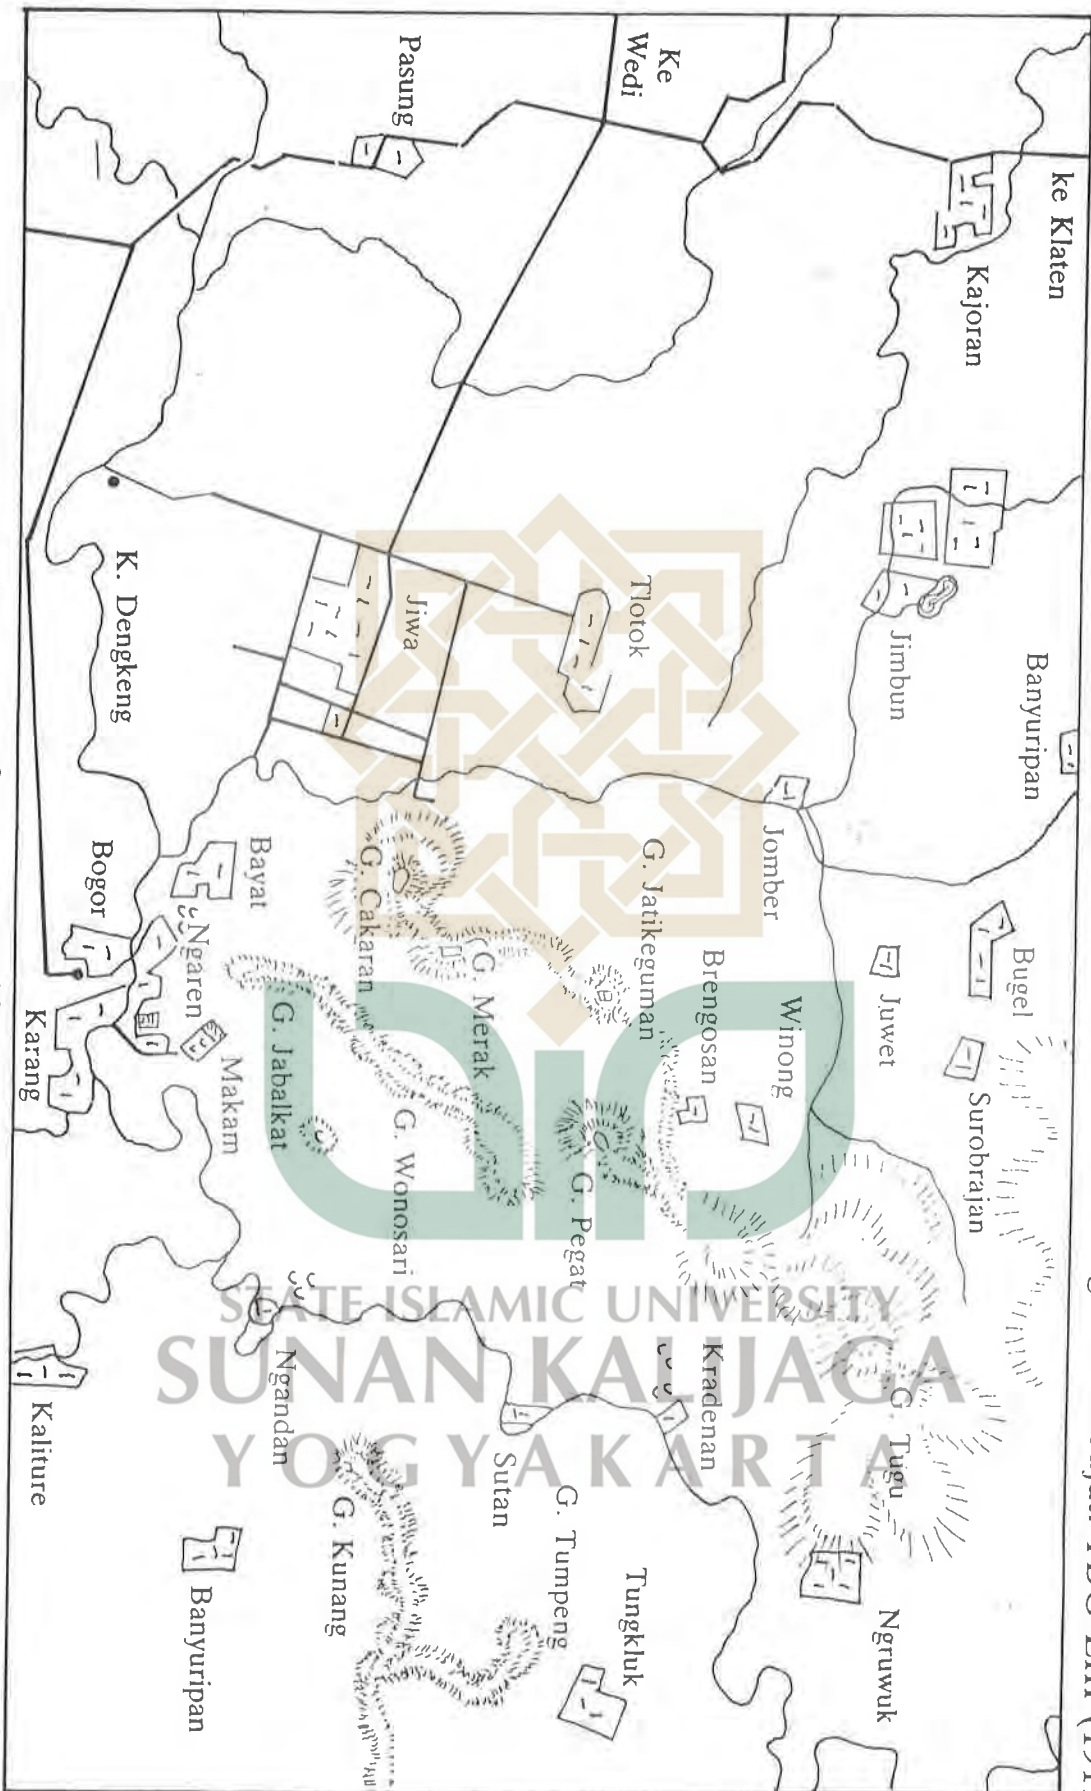 ke Klaten
Banyuripan
Bugel
Kajoran
Surobrajan
Jimbun
Juwet
G. Tugu
Ngruwuk
Winong
Jomber
Brengosan
Kradenan
Ke
Wedi
G. Jatikeguman
Tlotok
Tungkluk
G. Pegat
G. Tumpeng
Sutan
G. Merak
Pasung
Jiwa
G. Wonosari
G. Cakaran
G. Kunang
Ngandan
G. Jabalkat
Bayat
Makam
Banyuripan
Ngaren
K. Dengkeng
Bogor
Karang
Kaliture
STATE ISLAMIC UNIVERSITY
SUNAN KALIJAGA
YOGYAKARTA